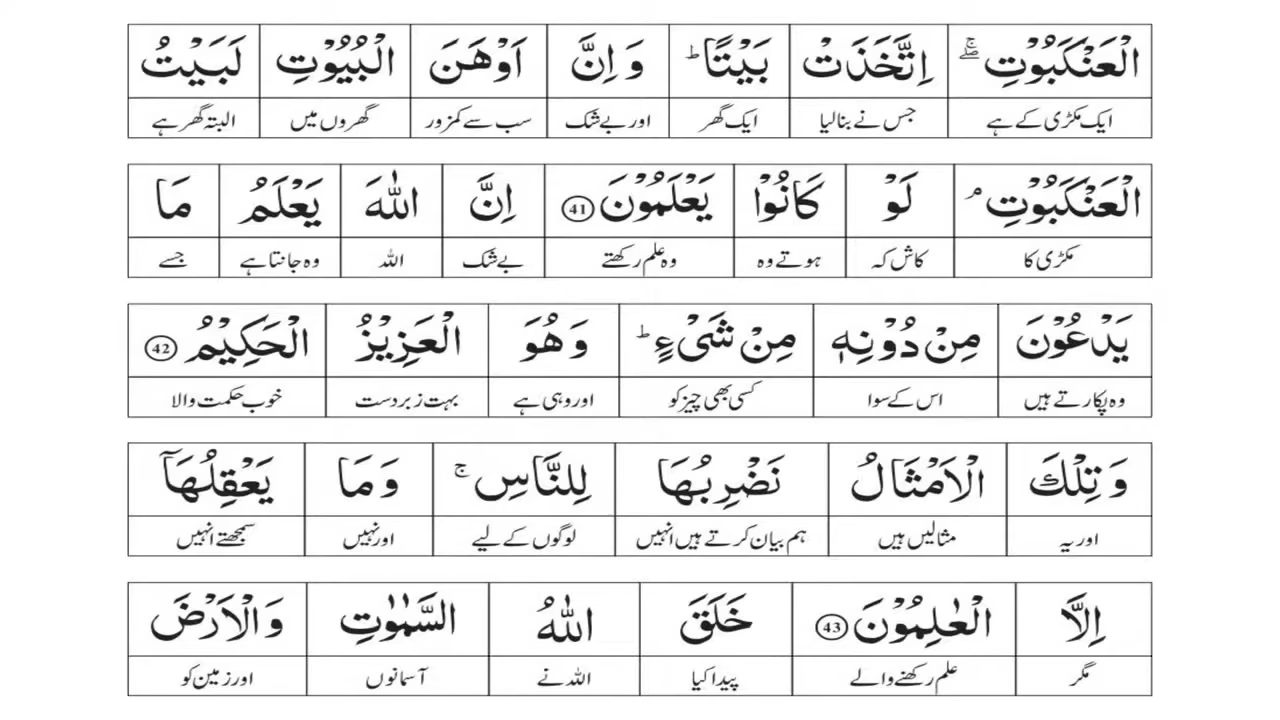 الْعَنْكَبُوْتِ ۖۚ اِتَّخَذَتْ بَيْتًا ؕ وَ اِنَّ اَوْهَنَ الْبُيُوْتِ لَبَيْتُ
ایک مکڑی کے ہے جس نے بنا لیا ایک گھر اور بے شک سب سے کمزور گھروں میں البتہ گھر ہے
الْعَنْكَبُوْتِ ۘ لَوْ كَانُوْا يَعْلَمُوْنَ 41 اِنَّ اللّٰهَ يَعْلَمُ مَا
مکڑی کا کاش کہ ہوتے وہ وہ علم رکھتے بے شک اللہ وہ جانتا ہے جسے
يَدْعُوْنَ مِنْ دُوْنِهٖ مِنْ شَیْءٍ ؕ وَ هُوَ الْعَزِيْزُ الْحَكِيْمُ 42
وہ پکارتے ہیں اس کے سوا کسی بھی چیز کو اور وہی ہے بہت زبردست خوب حکمت والا
وَ تِلْكَ الْاَمْثَالُ نَضْرِبُهَا لِلنَّاسِ ۚ وَ مَا يَعْقِلُهَاۤ
اور یہ مثالیں ہیں ہم بیان کرتے ہیں انہیں لوگوں کے لیے اور نہیں سمجھتے انہیں
اِلَّا الْعٰلِمُوْنَ 43 خَلَقَ اللّٰهُ السَّمٰوٰتِ وَ الْاَرْضَ
مگر علم رکھنے والے پیدا کیا اللہ نے آسمانوں اور زمین کو